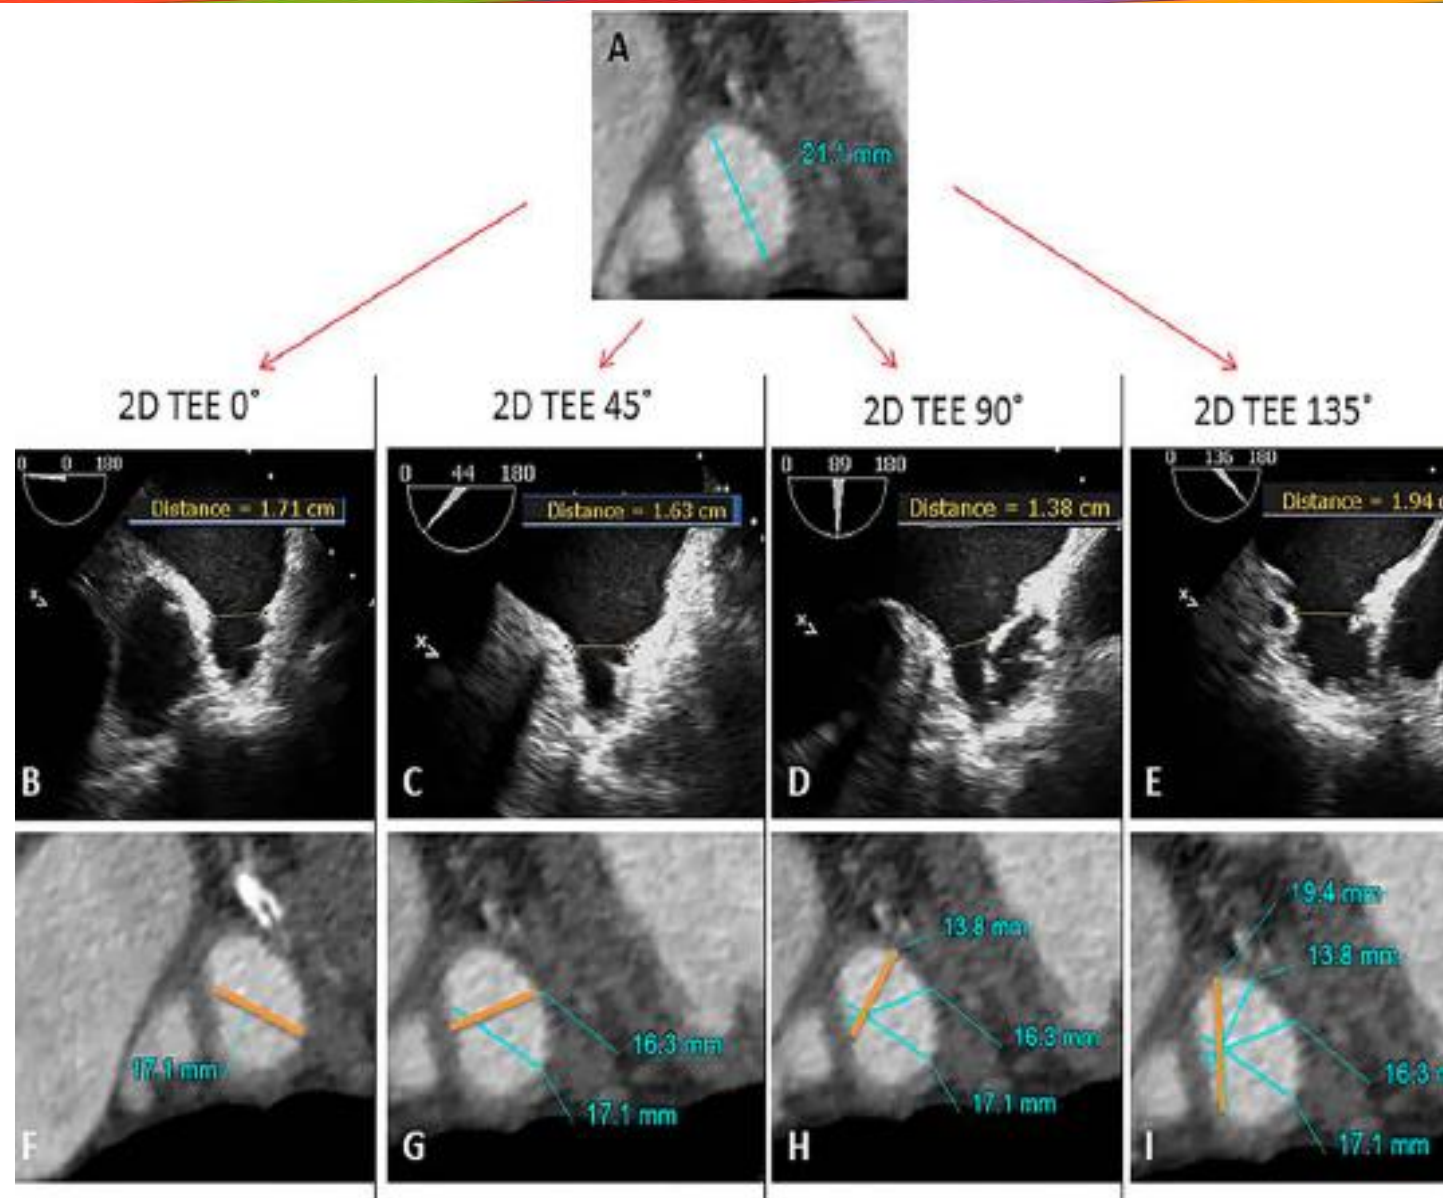 A
21.1 mm
2D TEE 0°
2D TEE 45°
2D TEE 90°
2D TEE 135°
0 0 180
Distance = 1.71 cm
0 44 180
Distance = 1.63 cm
0 89 180
Distance = 1.38 cm
0 135 180
Distance = 1.94 c
X
X
X
X
B
C
D
E
17.1 mm
F
16.3 mm
17.1 mm
G
13.8 mm
16.3 mm
17.1 mm
H
19.4 mm
13.8 mm
16.3
17.1 mm
I